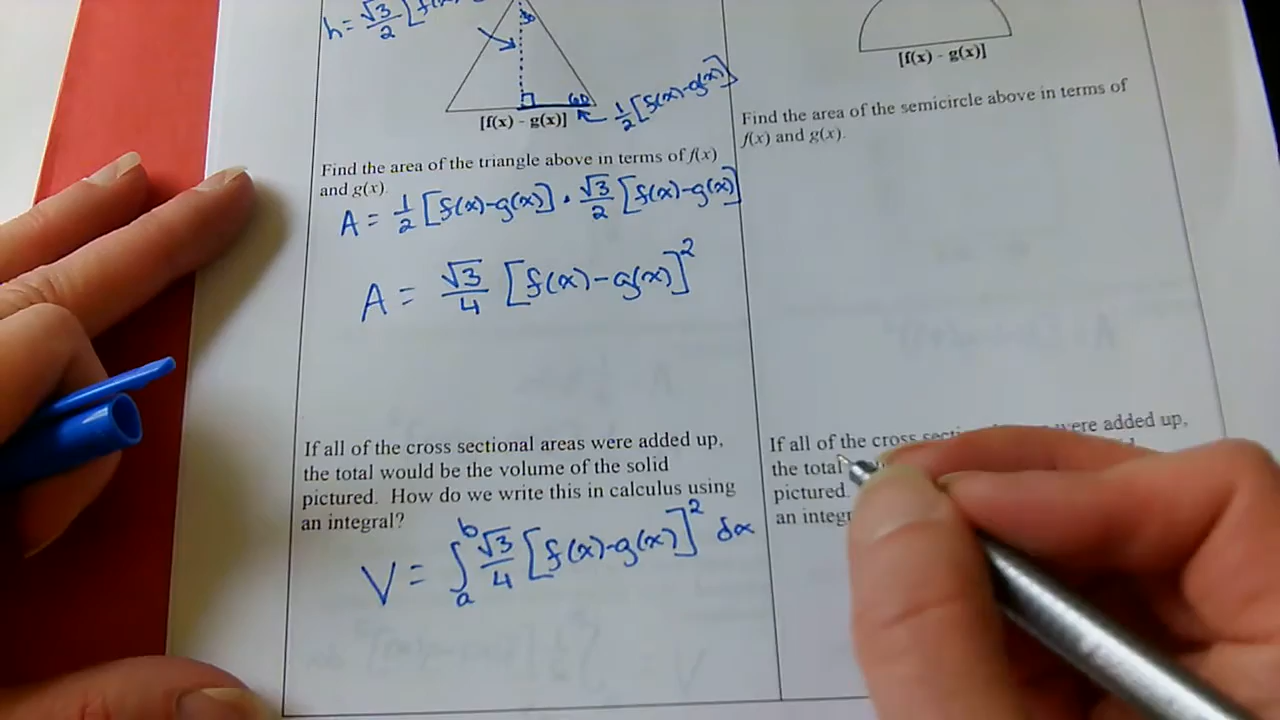 h = √3/2 [f(x)
[f(x) - g(x)]
60
1/2 [f(x)-g(x)]
Find the area of the triangle above in terms of f(x)
and g(x).
A = 1/2 [f(x)-g(x)] · √3/2 [f(x)-g(x)]
A = √3/4 [f(x)-g(x)]²
If all of the cross sectional areas were added up,
the total would be the volume of the solid
pictured. How do we write this in calculus using
an integral?
V = ∫ₐᵇ √3/4 [f(x)-g(x)]² dx
[f(x) - g(x)]
Find the area of the semicircle above in terms of
f(x) and g(x).
If all of the cross were added up,
the total
pictured.
an